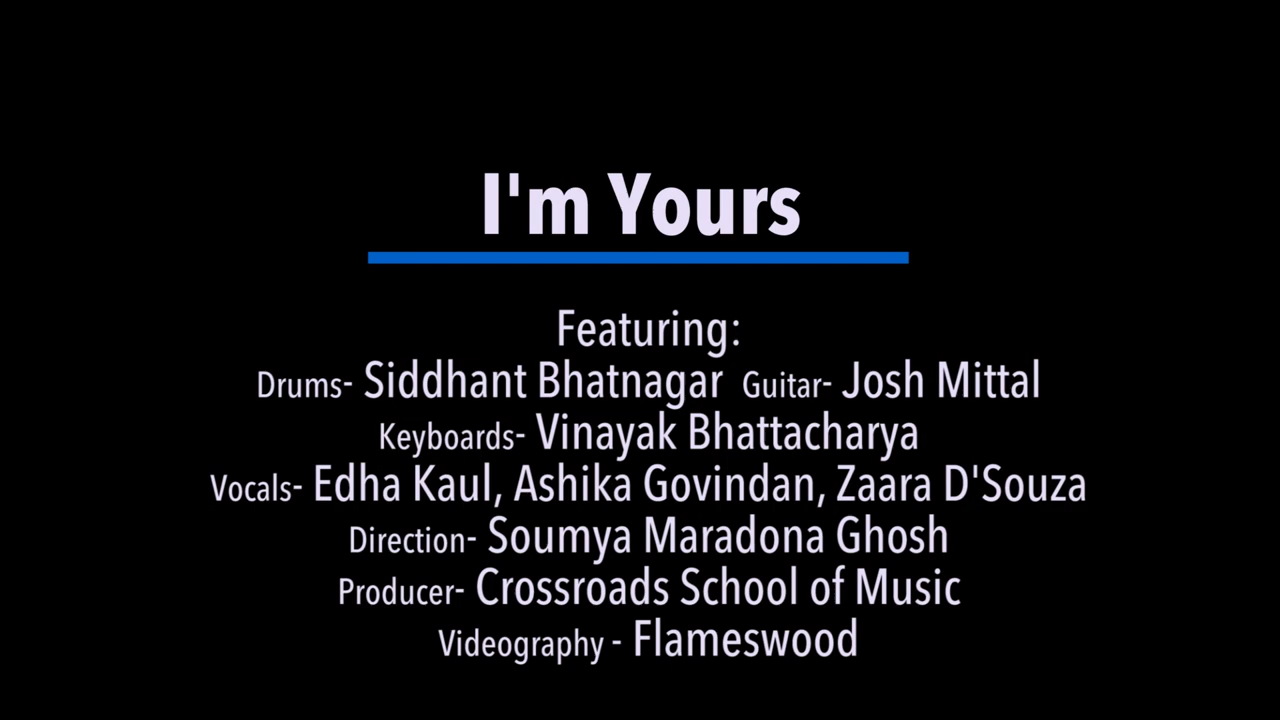 I'm Yours
Featuring:
Drums- Siddhant Bhatnagar Guitar- Josh Mittal
Keyboards- Vinayak Bhattacharya
Vocals- Edha Kaul, Ashika Govindan, Zaara D'Souza
Direction- Soumya Maradona Ghosh
Producer- Crossroads School of Music
Videography - Flameswood